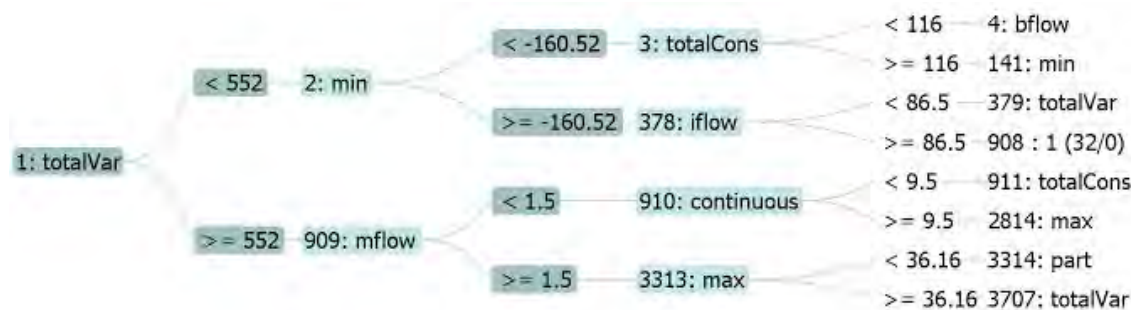 < 116 4: bflow
< -160.52 3: totalCons
>= 116 141: min
< 552 2: min
< 86.5 379: totalVar
>= -160.52 378: iflow
>= 86.5 908 : 1 (32/0)
1: totalVar
< 9.5 911: totalCons
< 1.5 910: continuous
>= 9.5 2814: max
>= 552 909: mflow
< 36.16 3314: part
>= 1.5 3313: max
>= 36.16 3707: totalVar